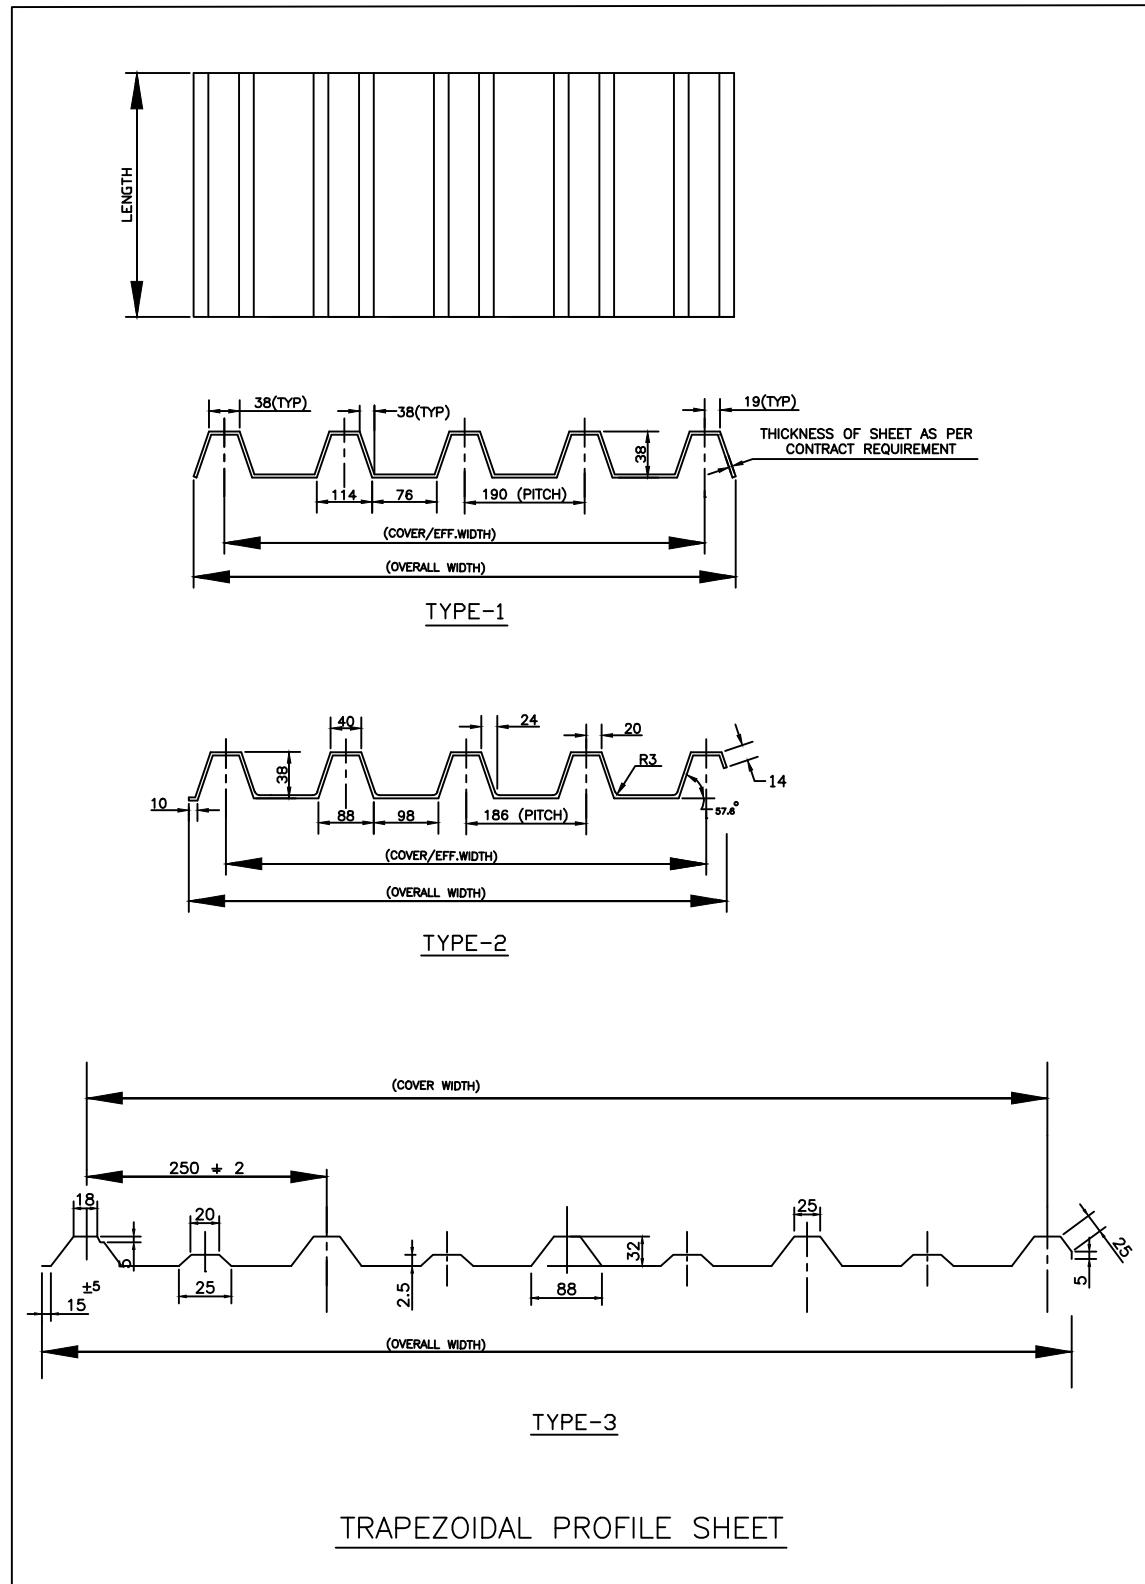 LENGTH
38(TYP)
38(TYP)
19(TYP)
THICKNESS OF SHEET AS PER
CONTRACT REQUIREMENT
38
114
76
190 (PITCH)
(COVER/EFF.WIDTH)
(OVERALL WIDTH)
TYPE-1
40
24
20
38
R3
14
10
88
98
186 (PITCH)
57.6°
(COVER/EFF.WIDTH)
(OVERALL WIDTH)
TYPE-2
(COVER WIDTH)
250 ± 2
18
20
25
25
5
32
5
±5
15
25
2.5
88
(OVERALL WIDTH)
TYPE-3
TRAPEZOIDAL PROFILE SHEET